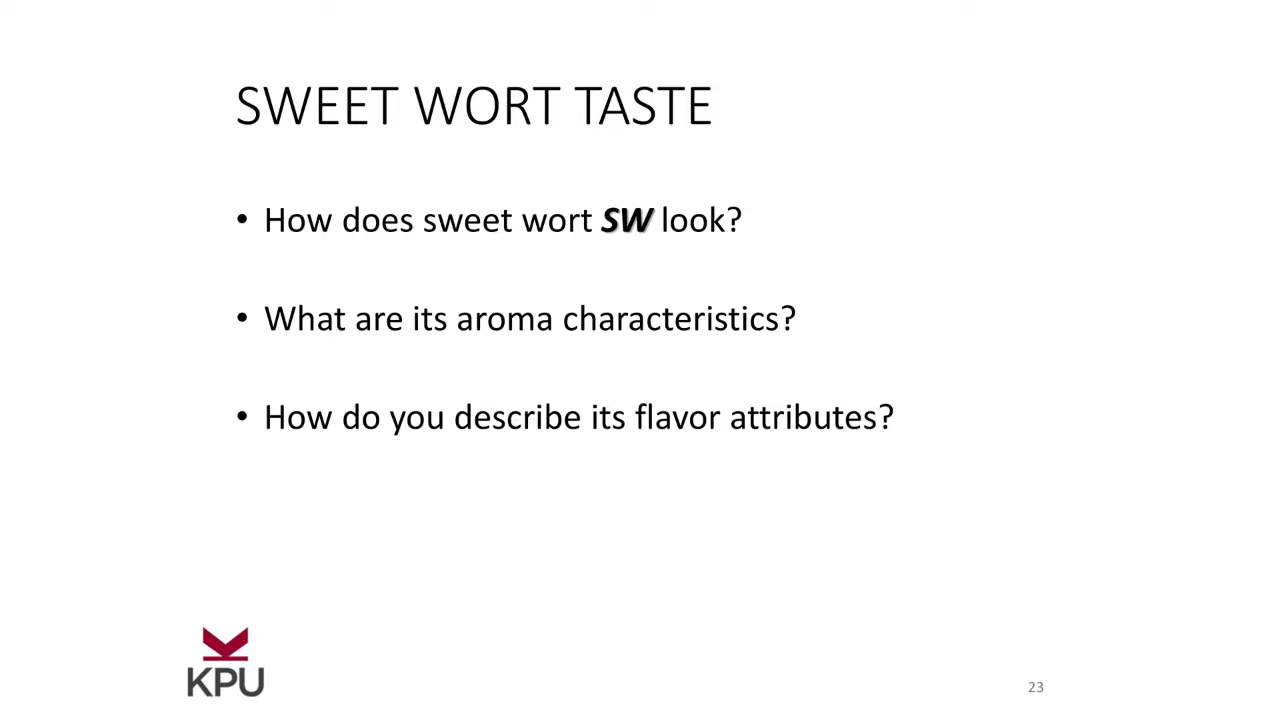 SWEET WORT TASTE
• How does sweet wort SW look?
• What are its aroma characteristics?
• How do you describe its flavor attributes?
KPU
23